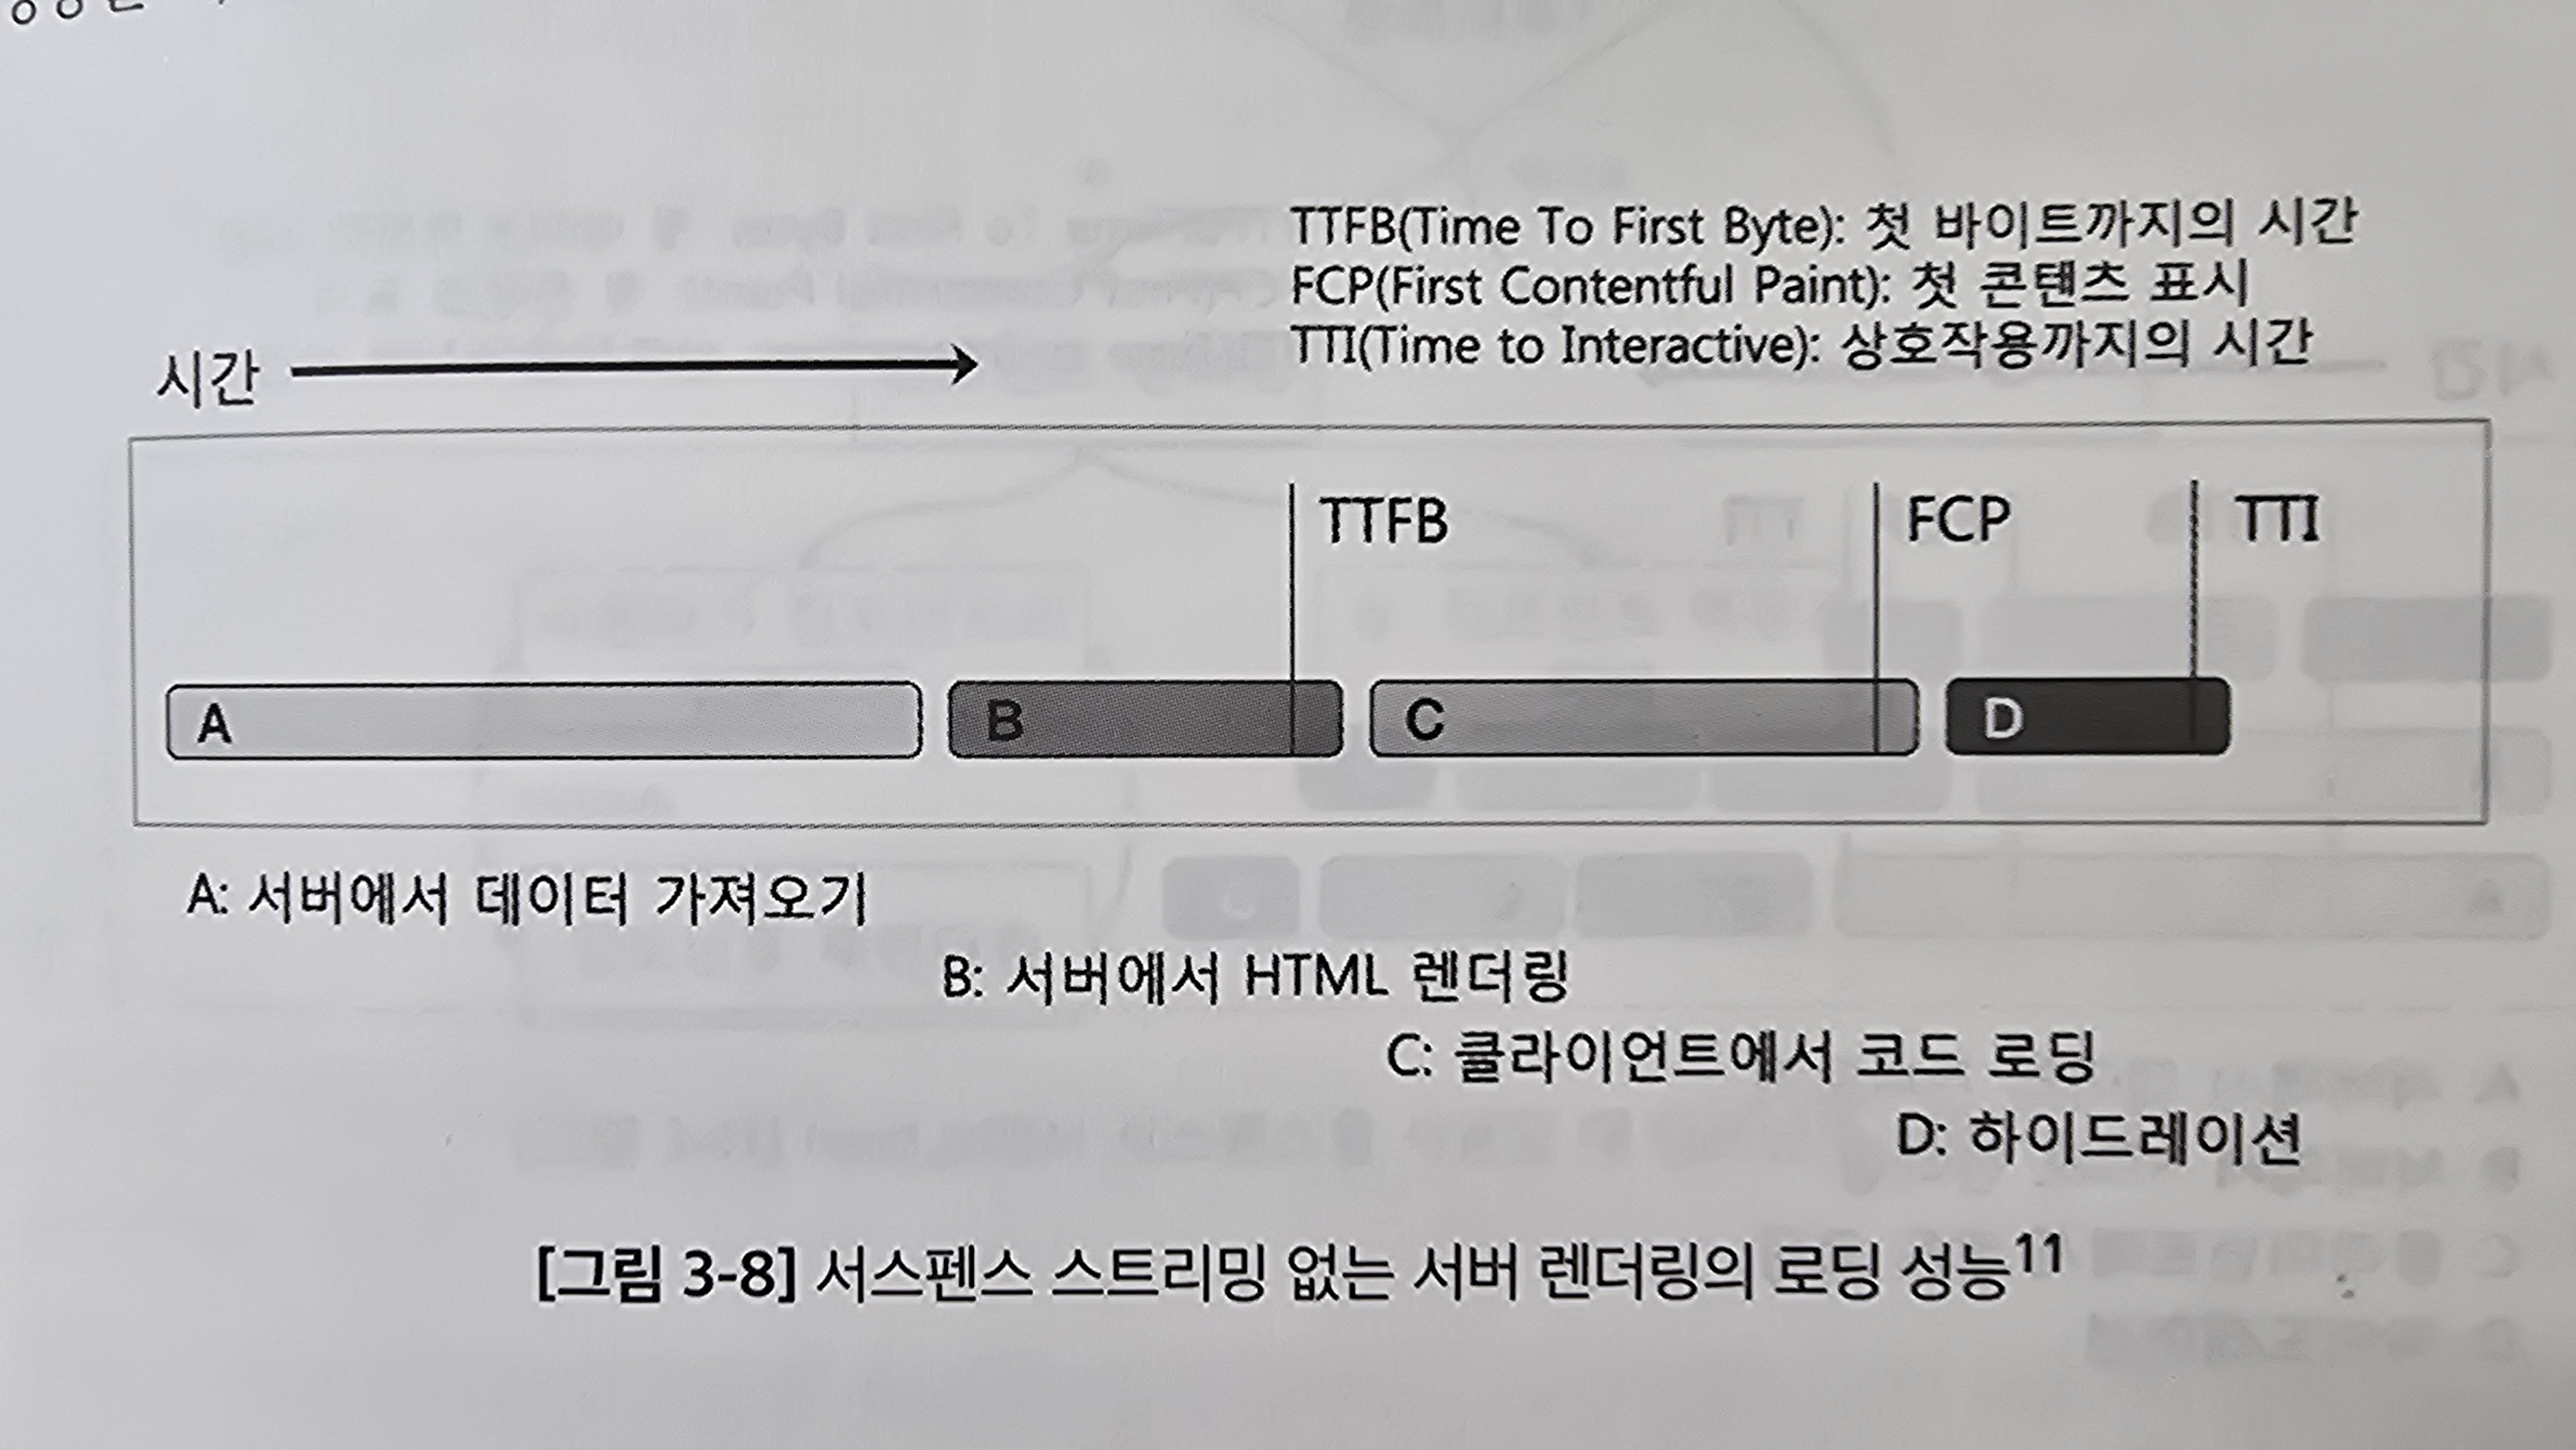 TTFB(Time To First Byte): 첫 바이트까지의 시간
FCP(First Contentful Paint): 첫 콘텐츠 표시
TTI(Time to Interactive): 상호작용까지의 시간
시간
TTFB FCP TTI
A B C D
A: 서버에서 데이터 가져오기
B: 서버에서 HTML 렌더링
C: 클라이언트에서 코드 로딩
D: 하이드레이션
[그림 3-8] 서스펜스 스트리밍 없는 서버 렌더링의 로딩 성능11